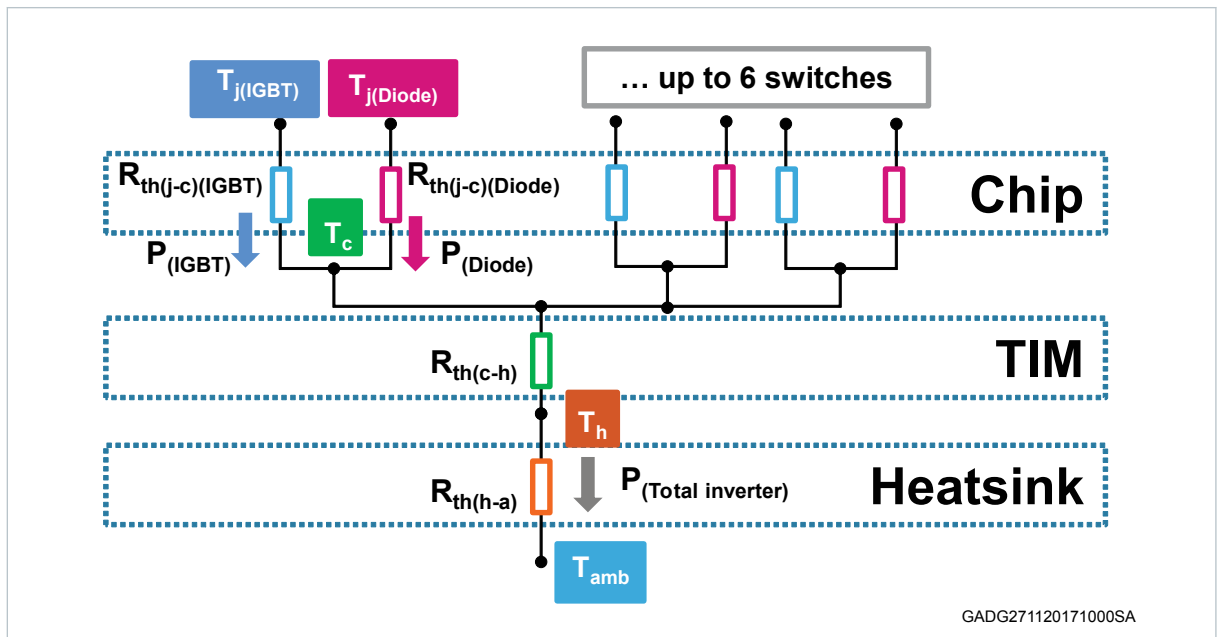 Tj(IGBT)
Tj(Diode)
... up to 6 switches
Rth(j-c)(IGBT)
Rth(j-c)(Diode)
Chip
Tc
P(IGBT)
P(Diode)
TIM
Rth(c-h)
Th
Heatsink
Rth(h-a)
P(Total inverter)
Tamb
GADG271120171000SA